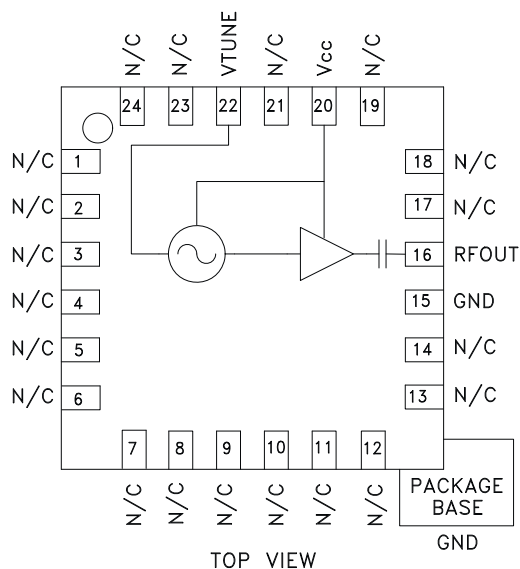 N/C N/C VTUNE N/C Vcc N/C
24 23 22 21 20 19
N/C 1 18 N/C
N/C 2 17 N/C
N/C 3 16 RFOUT
N/C 4 15 GND
N/C 5 14 N/C
N/C 6 13 N/C
7 8 9 10 11 12
N/C N/C N/C N/C N/C N/C
PACKAGE
BASE
GND
TOP VIEW